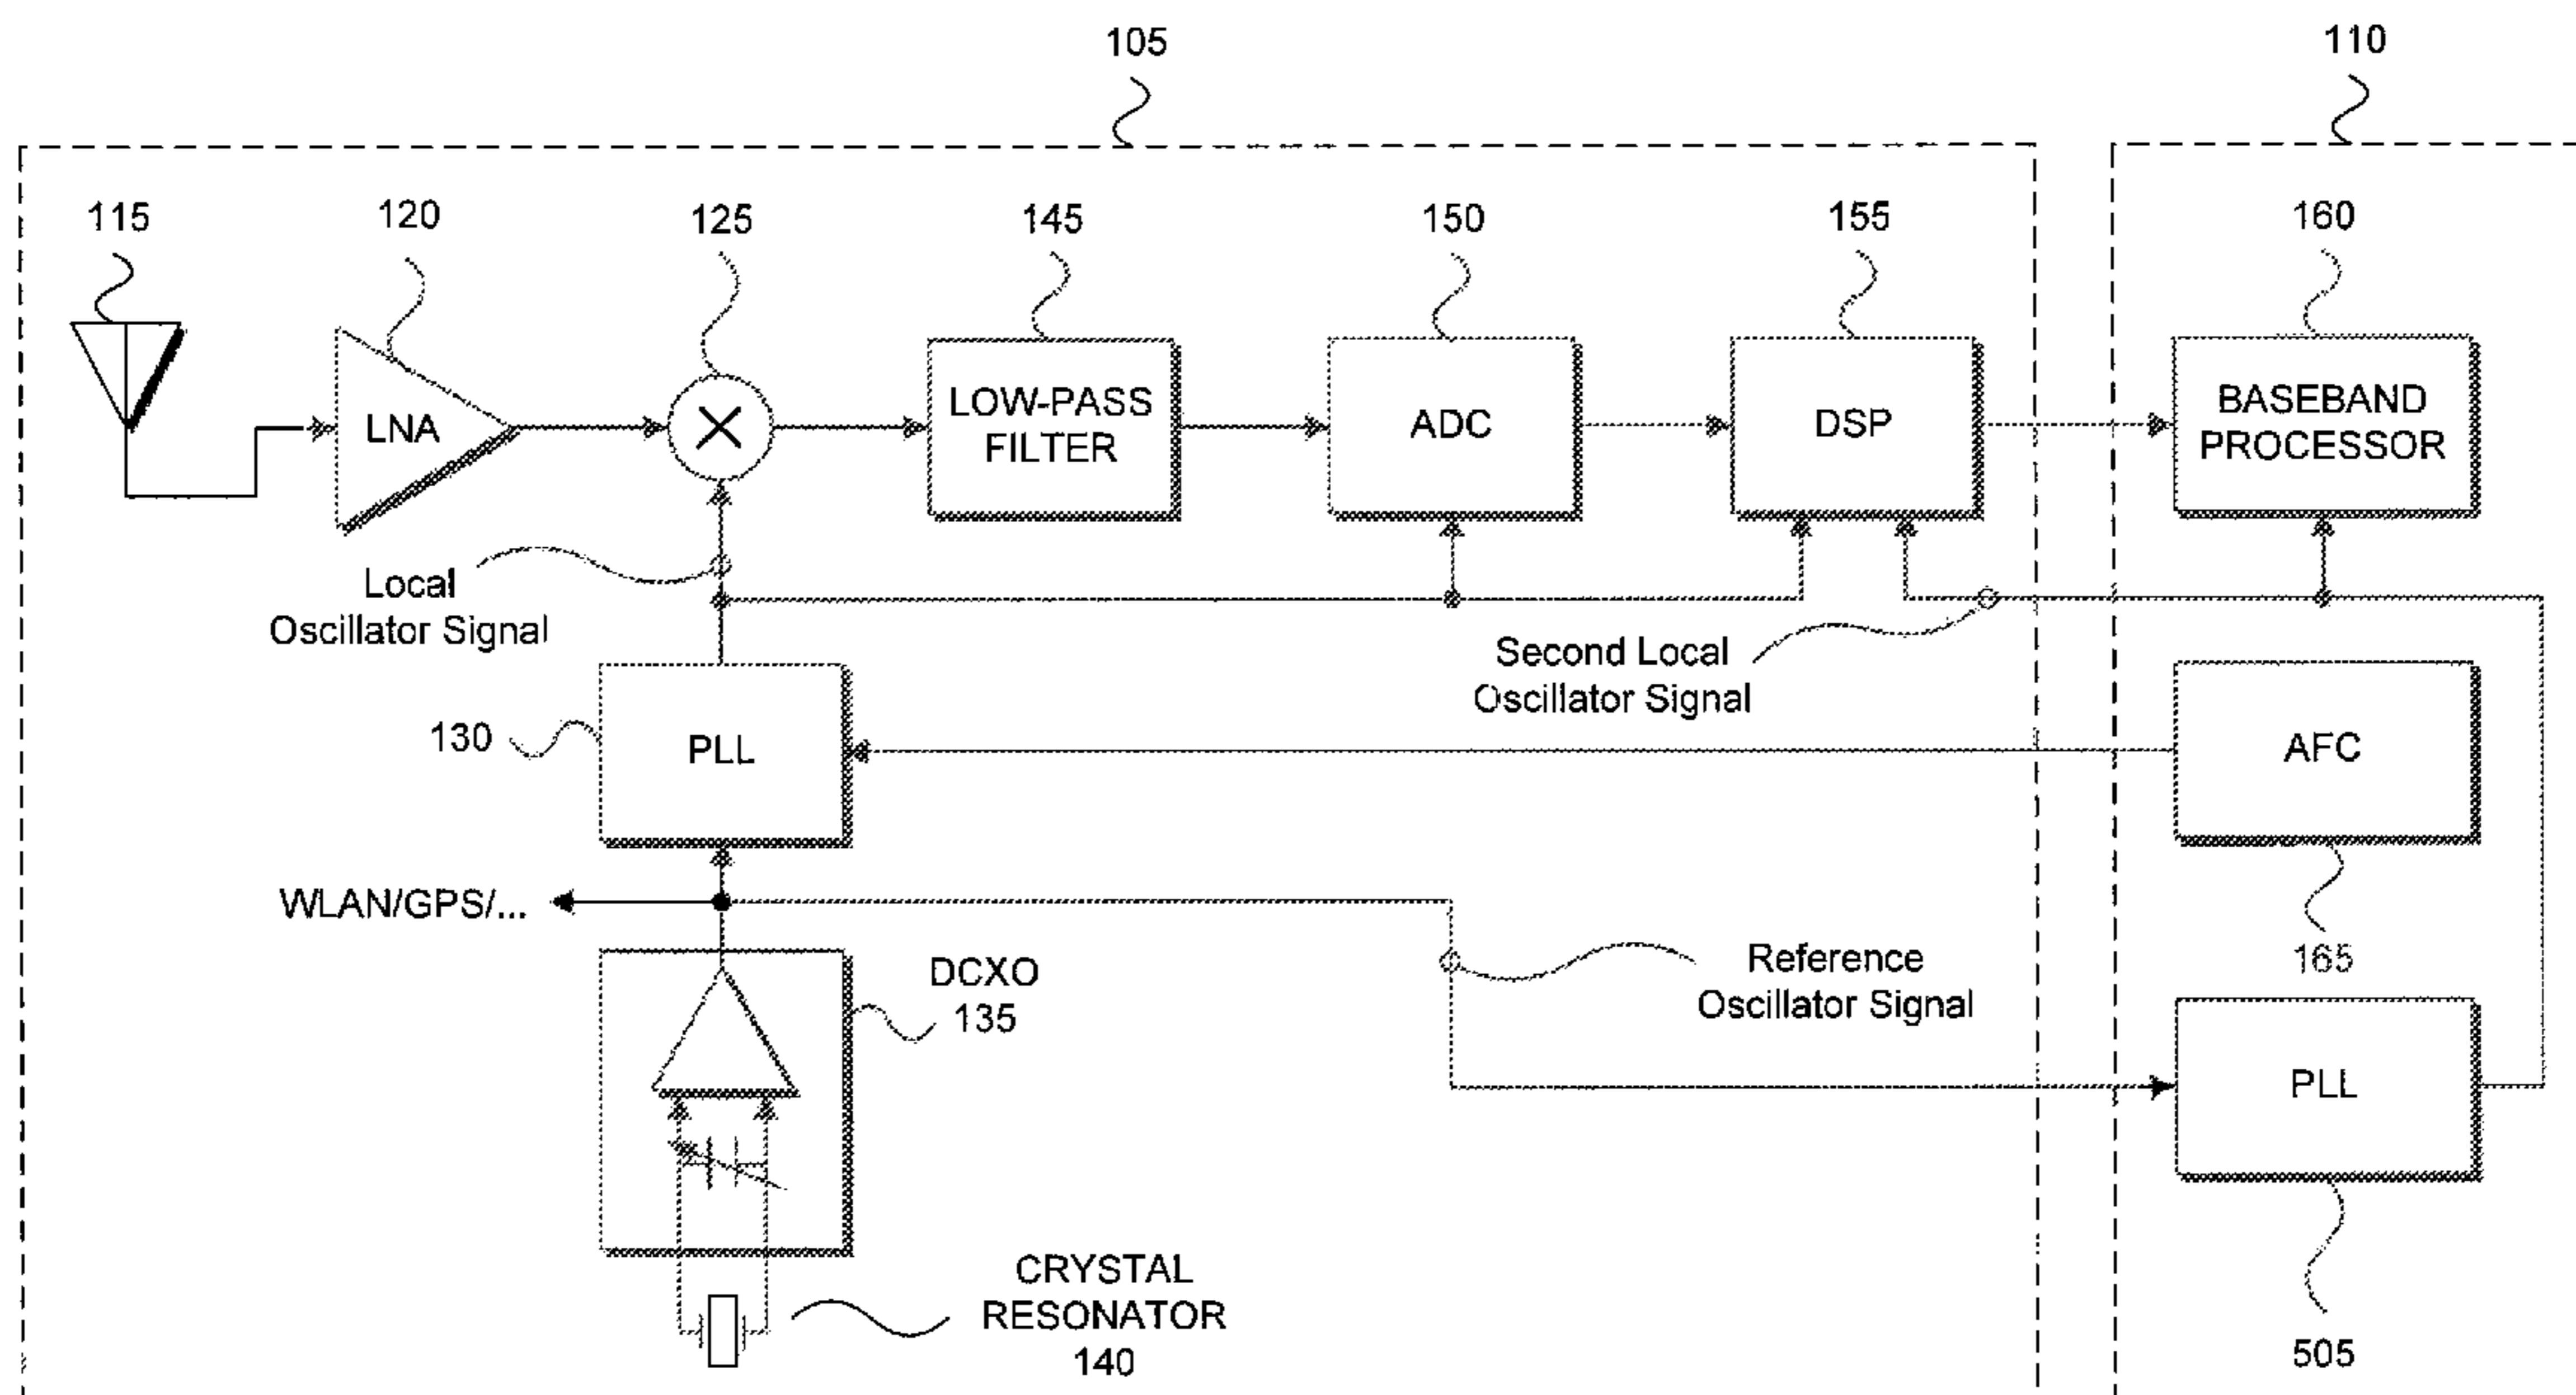 105
110
115
120
125
145
150
155
160
LNA
LOW-PASS
FILTER
ADC
DSP
BASEBAND
PROCESSOR
Local
Oscillator Signal
Second Local
Oscillator Signal
130
PLL
AFC
WLAN/GPS/...
165
DCXO
135
Reference
Oscillator Signal
PLL
CRYSTAL
RESONATOR
140
505